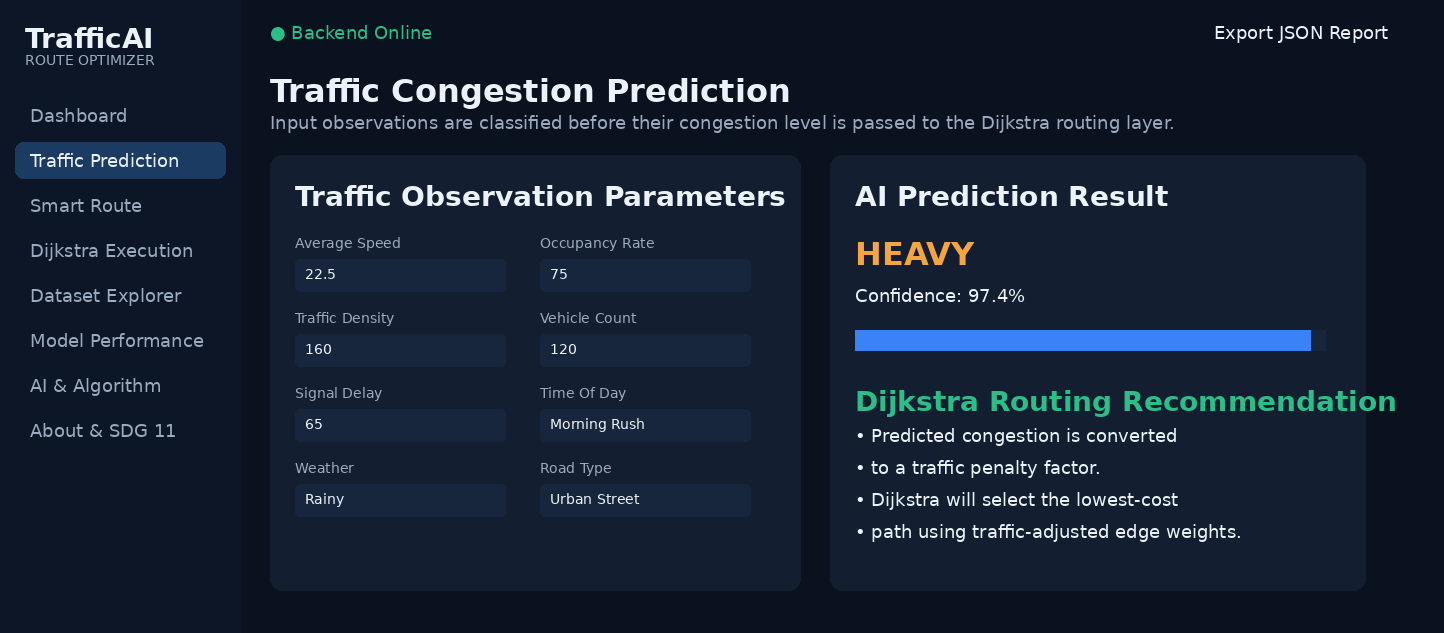 TrafficAI
ROUTE OPTIMIZER
Dashboard
Traffic Prediction
Smart Route
Dijkstra Execution
Dataset Explorer
Model Performance
AI & Algorithm
About & SDG 11
Backend Online
Export JSON Report
Traffic Congestion Prediction
Input observations are classified before their congestion level is passed to the Dijkstra routing layer.
Traffic Observation Parameters
Average Speed
22.5
Occupancy Rate
75
Traffic Density
160
Vehicle Count
120
Signal Delay
65
Time Of Day
Morning Rush
Weather
Rainy
Road Type
Urban Street
AI Prediction Result
HEAVY
Confidence: 97.4%
Dijkstra Routing Recommendation
• Predicted congestion is converted
• to a traffic penalty factor.
• Dijkstra will select the lowest-cost
• path using traffic-adjusted edge weights.